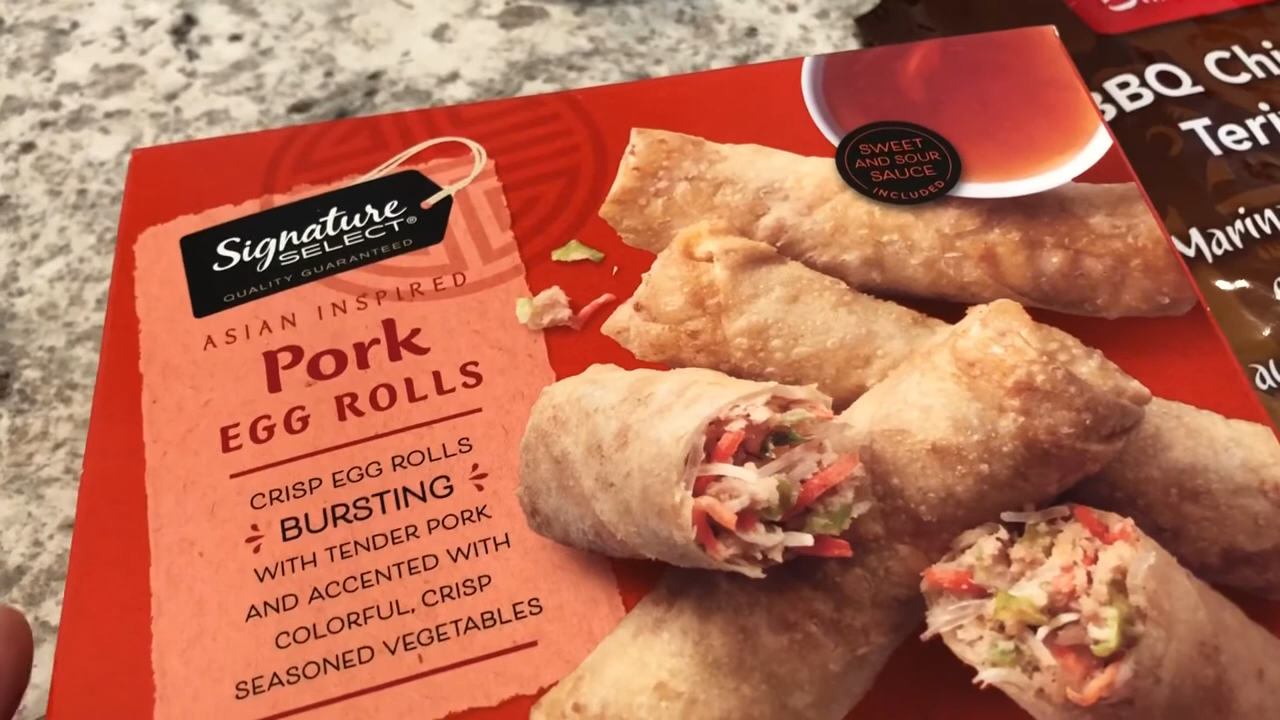 Signature
SELECT®
QUALITY GUARANTEED
ASIAN INSPIRED
Pork
EGG ROLLS
CRISP EGG ROLLS
BURSTING
WITH TENDER PORK
AND ACCENTED WITH
COLORFUL, CRISP
SEASONED VEGETABLES
SWEET
AND SOUR
SAUCE
INCLUDED
BBQ Chi
Teri
Marin